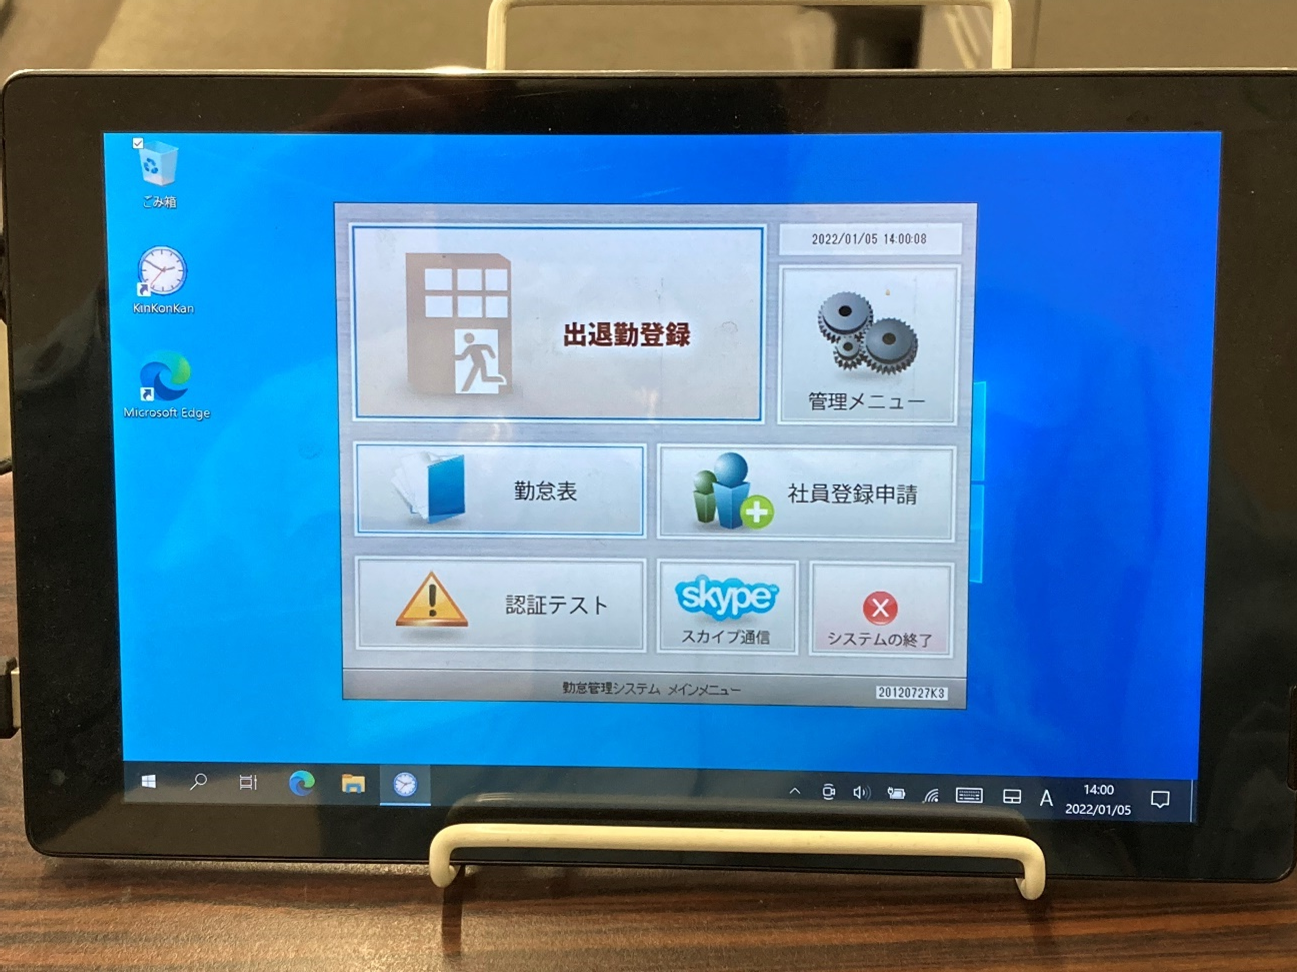 ごみ箱
KinKonKan
Microsoft Edge
出退勤登録
2022/01/05 14:00:08
管理メニュー
勤怠表
社員登録申請
認証テスト
skype
スカイプ通信
システムの終了
勤怠管理システム メインメニュー
20120727K3
A
14:00
2022/01/05